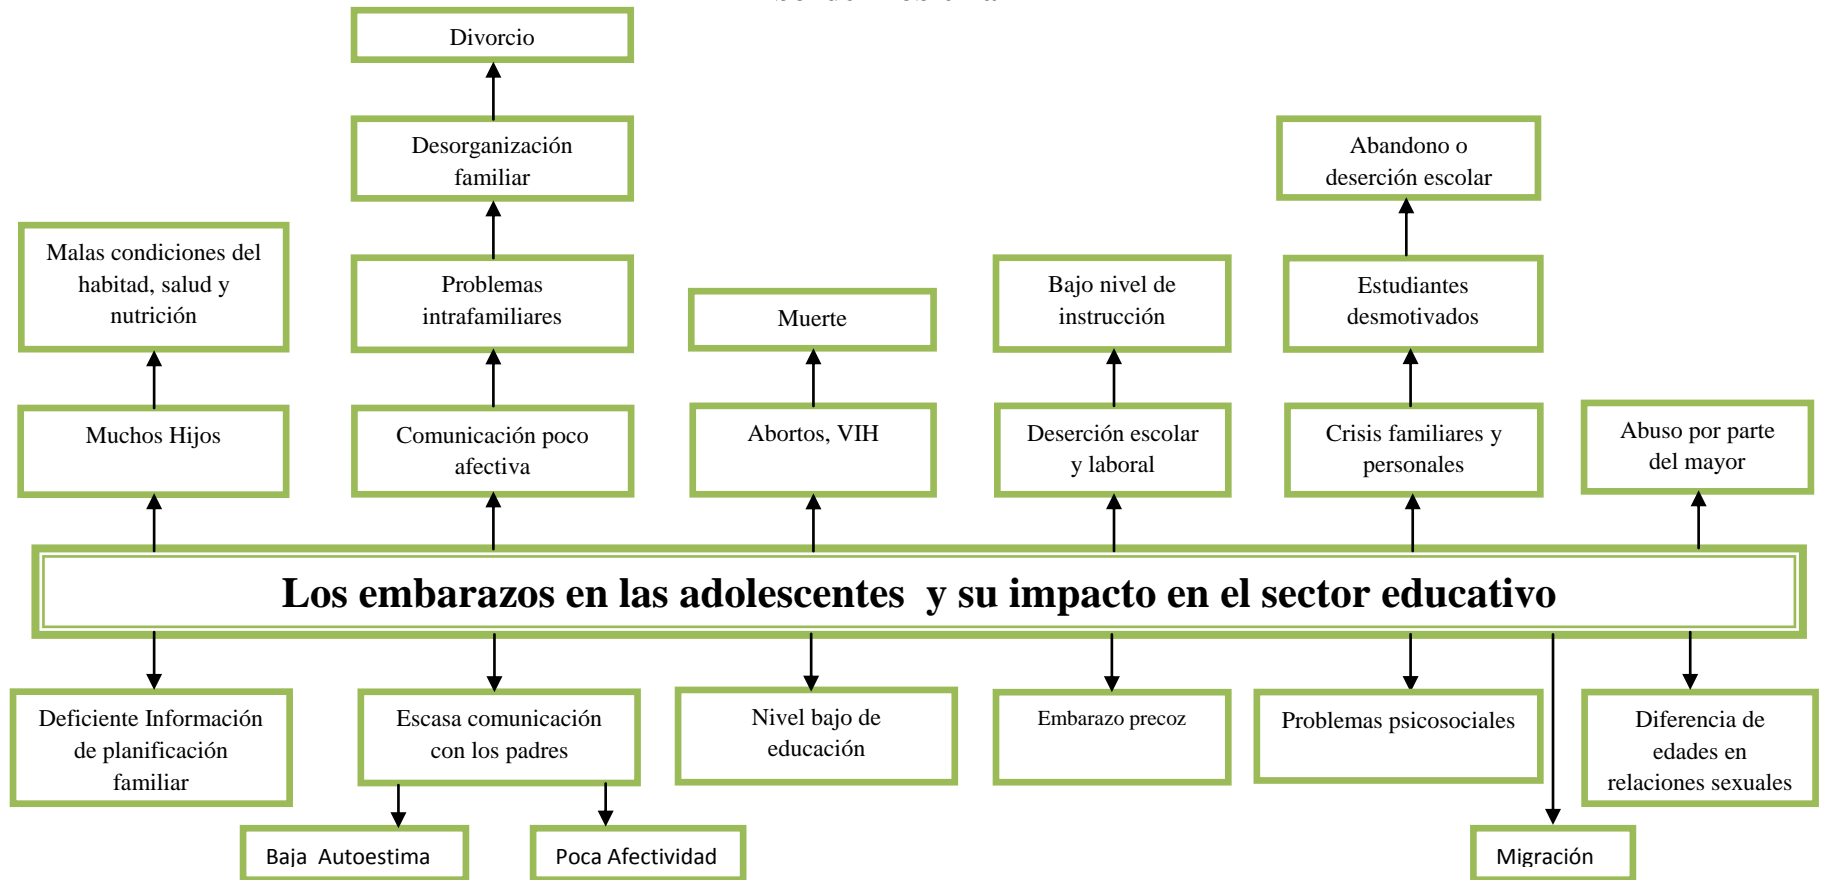 Divorcio
Desorganización
familiar
Abandono o
deserción escolar
Malas condiciones del
habitad, salud y
nutrición
Problemas
intrafamiliares
Muerte
Bajo nivel de
instrucción
Estudiantes
desmotivados
Muchos Hijos
Comunicación poco
afectiva
Abortos, VIH
Deserción escolar
y laboral
Crisis familiares y
personales
Abuso por parte
del mayor
Los embarazos en las adolescentes y su impacto en el sector educativo
Deficiente Información
de planificación
familiar
Escasa comunicación
con los padres
Nivel bajo de
educación
Embarazo precoz
Problemas psicosociales
Diferencia de
edades en
relaciones sexuales
Baja Autoestima
Poca Afectividad
Migración